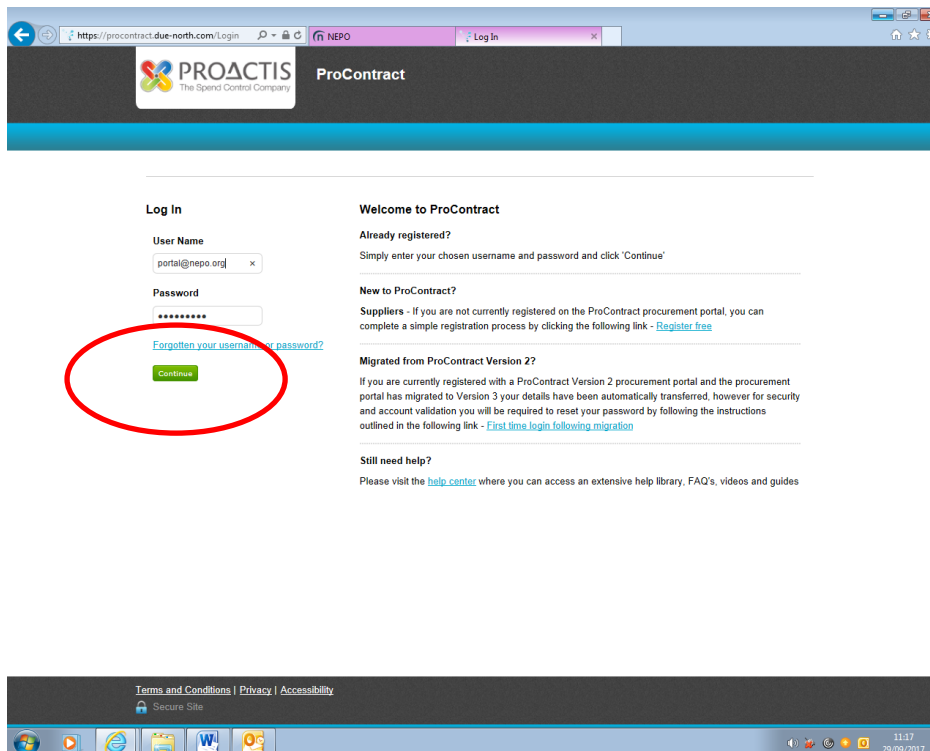 https://procontract.due-north.com/Login
NEPO
Log In
PROACTIS
The Spend Control Company
ProContract
Log In
User Name
portal@nepo.org
Password
•••••••••
Forgotten your username or password?
Continue
Welcome to ProContract
Already registered?
Simply enter your chosen username and password and click 'Continue'
New to ProContract?
Suppliers - If you are not currently registered on the ProContract procurement portal, you can
complete a simple registration process by clicking the following link - Register free
Migrated from ProContract Version 2?
If you are currently registered with a ProContract Version 2 procurement portal and the procurement
portal has migrated to Version 3 your details have been automatically transferred, however for security
and account validation you will be required to reset your password by following the instructions
outlined in the following link - First time login following migration
Still need help?
Please visit the help center where you can access an extensive help library, FAQ's, videos and guides
Terms and Conditions | Privacy | Accessibility
Secure Site
11:17
29/09/2017